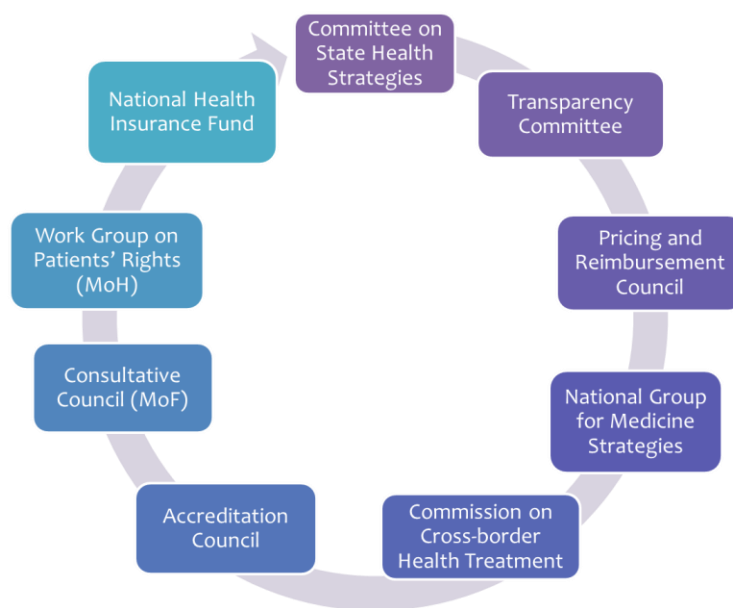 Committee on
State Health
Strategies
Transparency
Committee
Pricing and
Reimbursement
Council
National Group
for Medicine
Strategies
Commission on
Cross-border
Health Treatment
Accreditation
Council
Consultative
Council (MoF)
Work Group on
Patients’ Rights
(MoH)
National Health
Insurance Fund